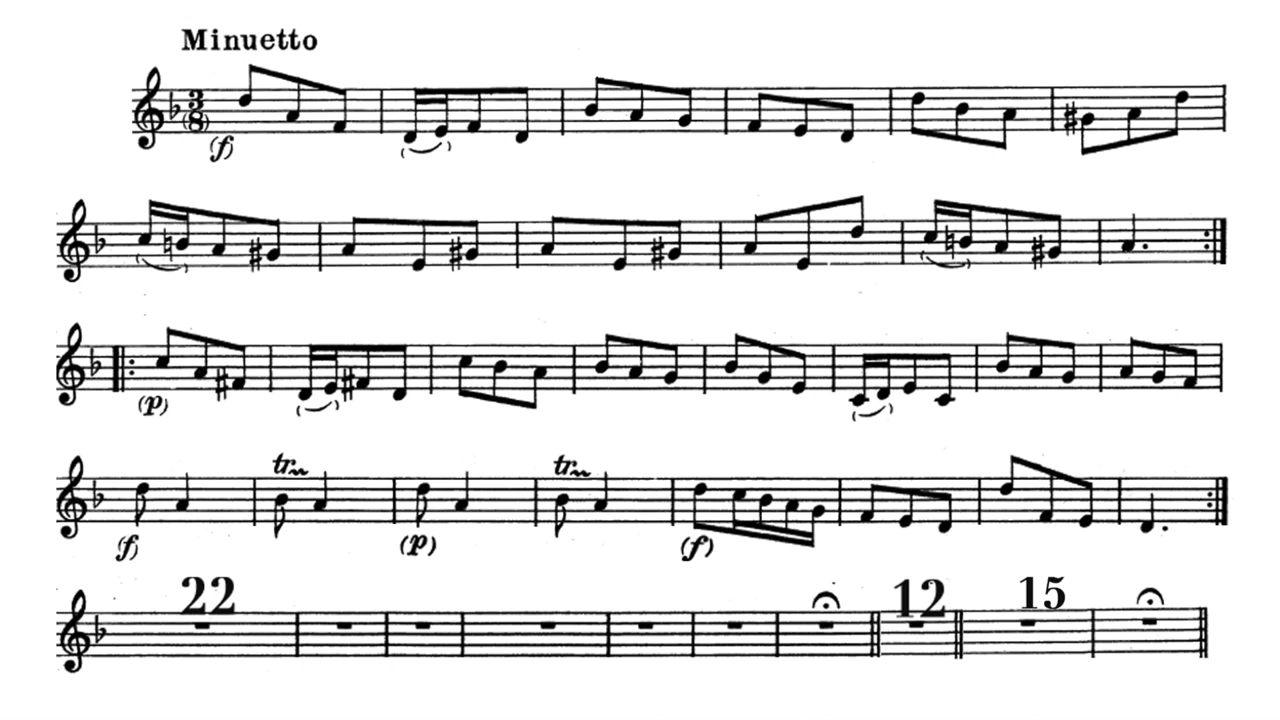 Minuetto
3
(8)
(f)
(p)
tr tr
(f) (p) (f)
22 12 15